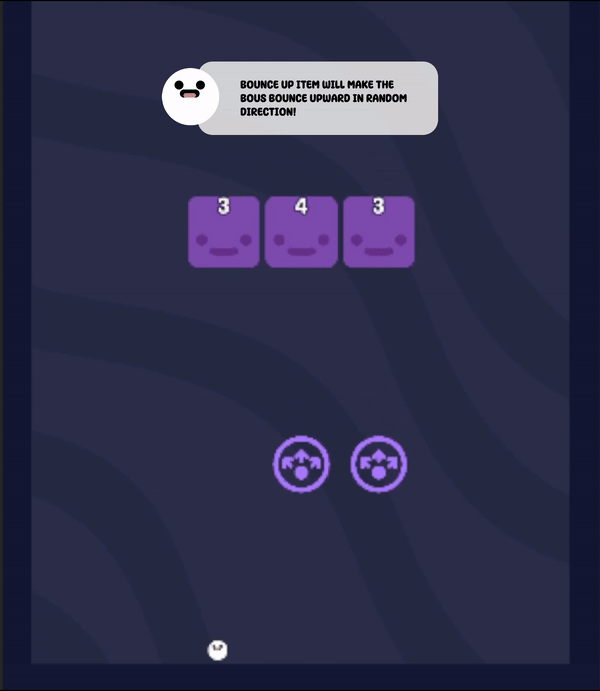 BOUNCE UP ITEM WILL MAKE THE
BOUS BOUNCE UPWARD IN RANDOM
DIRECTION!
3 4 3